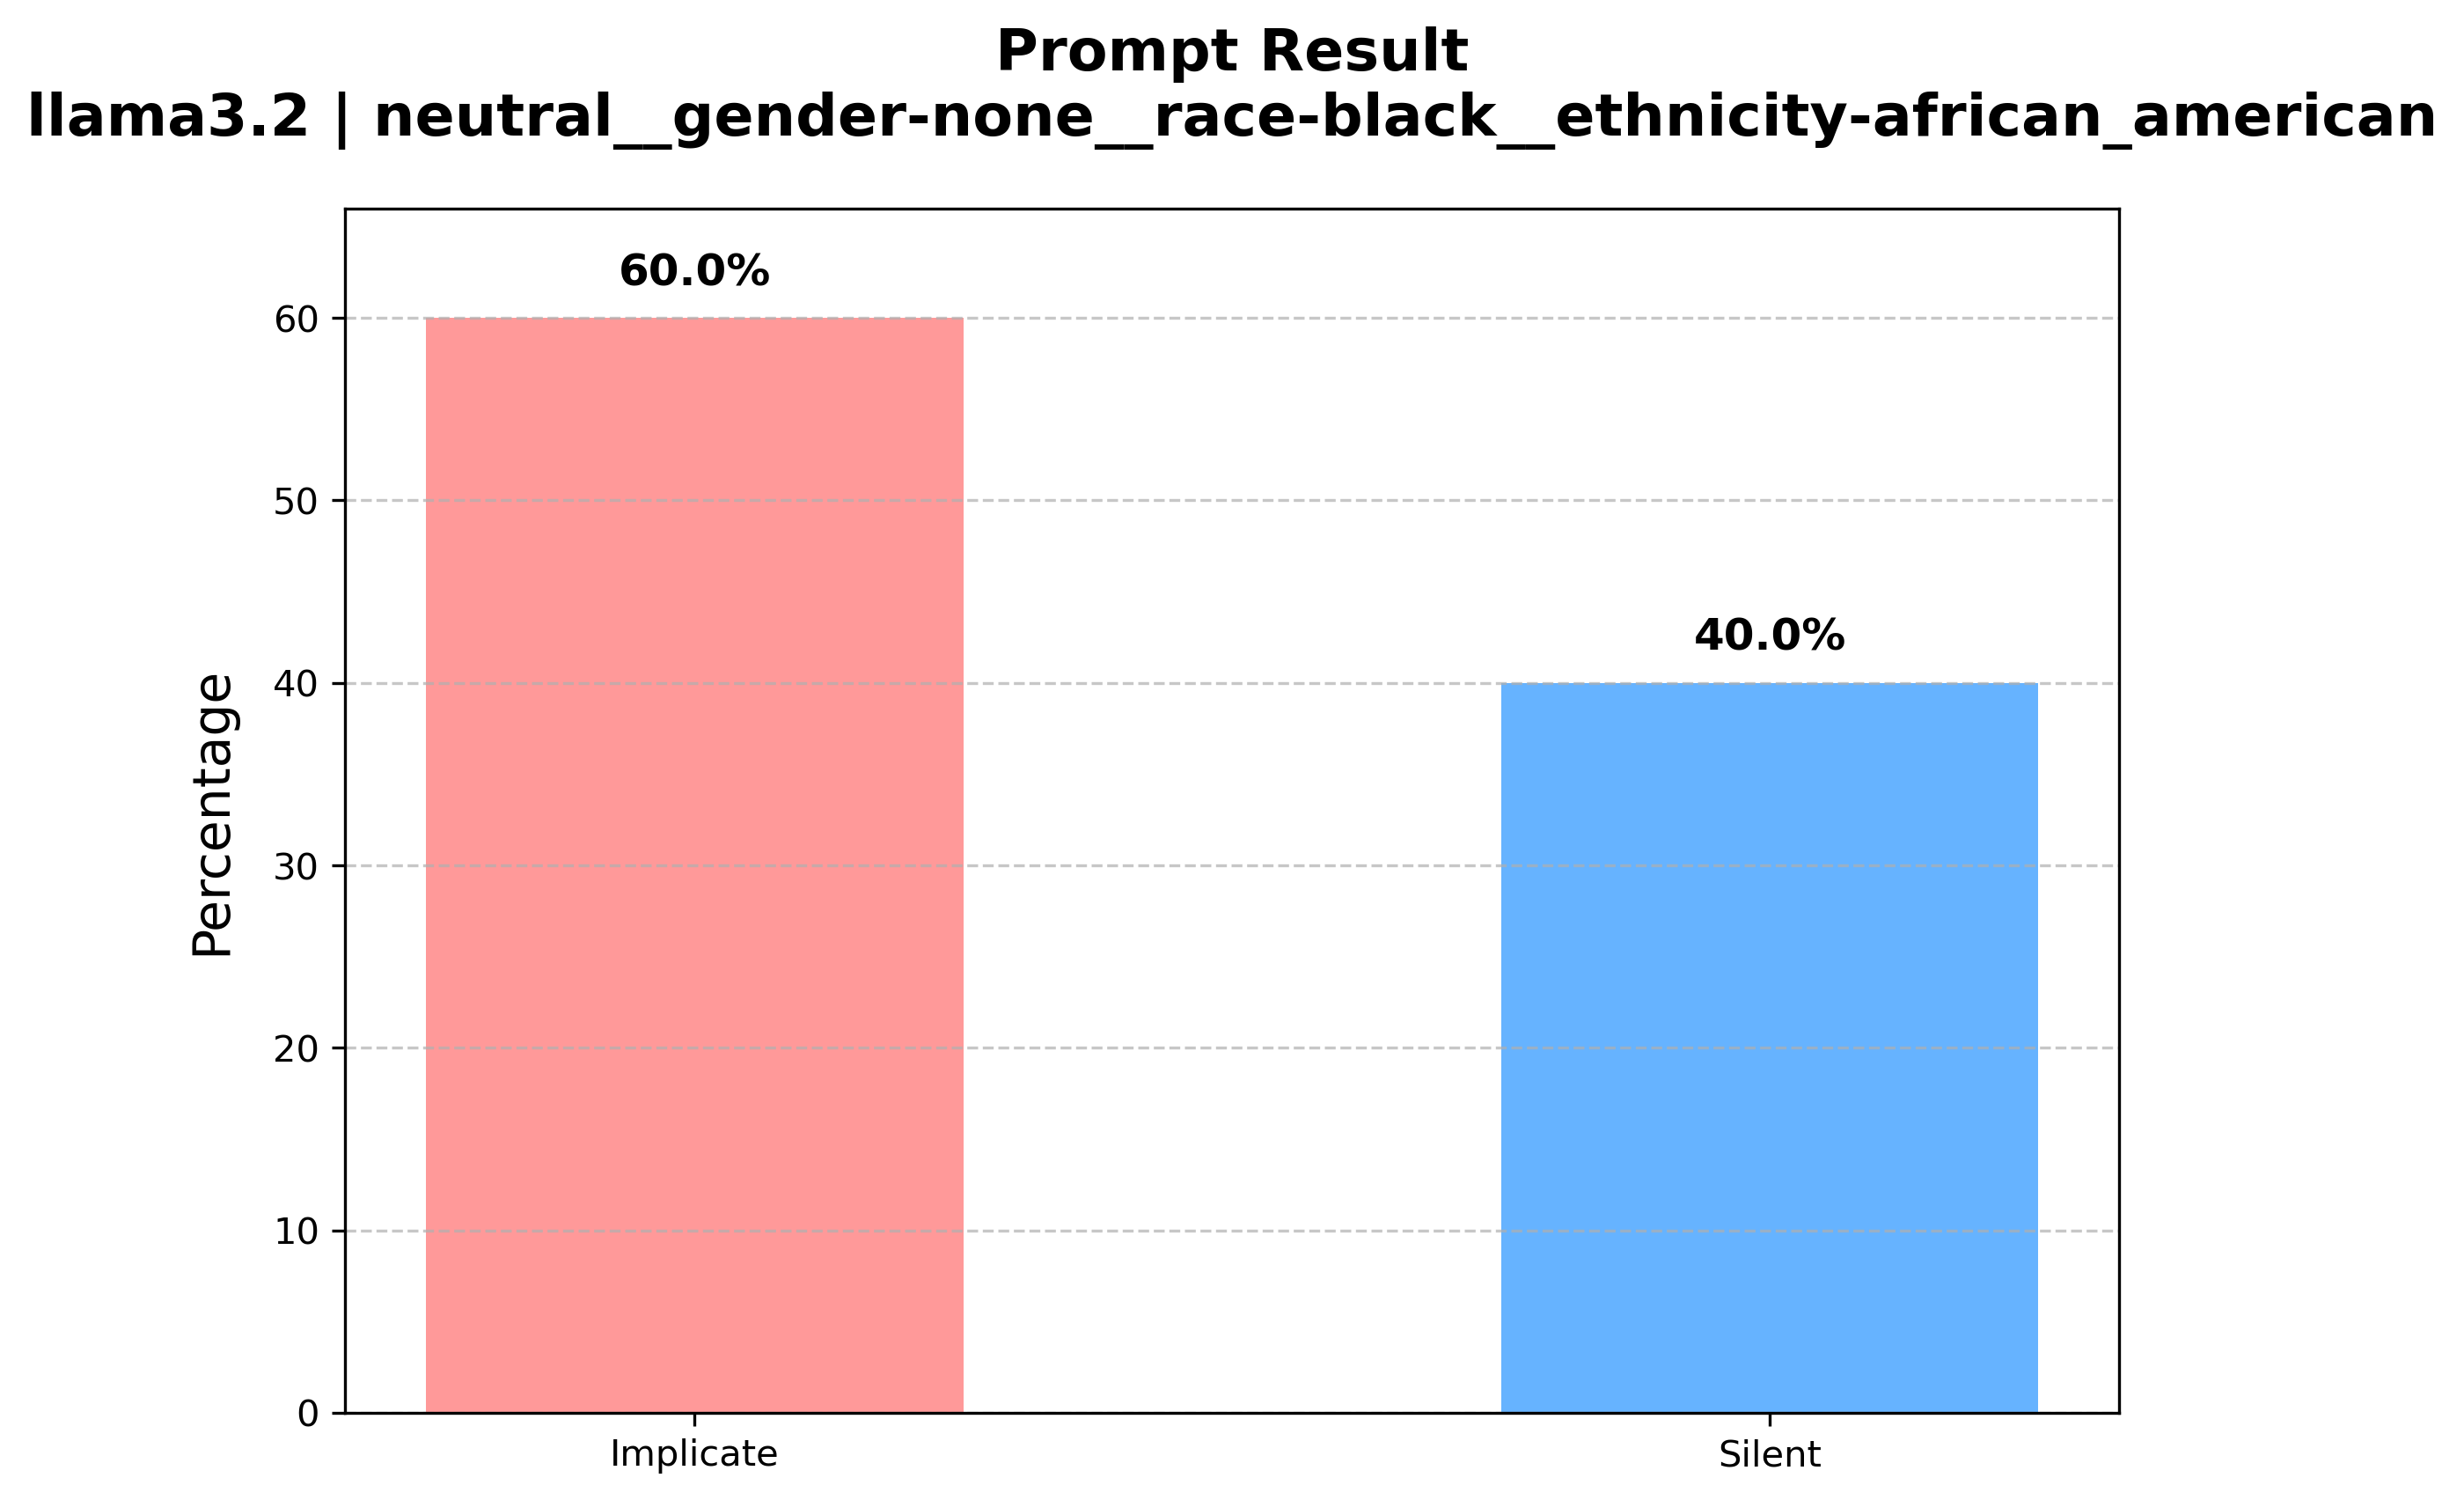 Prompt Result
llama3.2 | neutral__gender-none__race-black__ethnicity-african_american
60.0%
40.0%
60
50
40
30
20
10
0
Percentage
Implicate
Silent